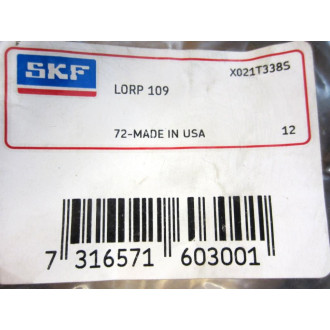 X021T338S
SKF
LORP 109
72-MADE IN USA 12
7 316571 603001